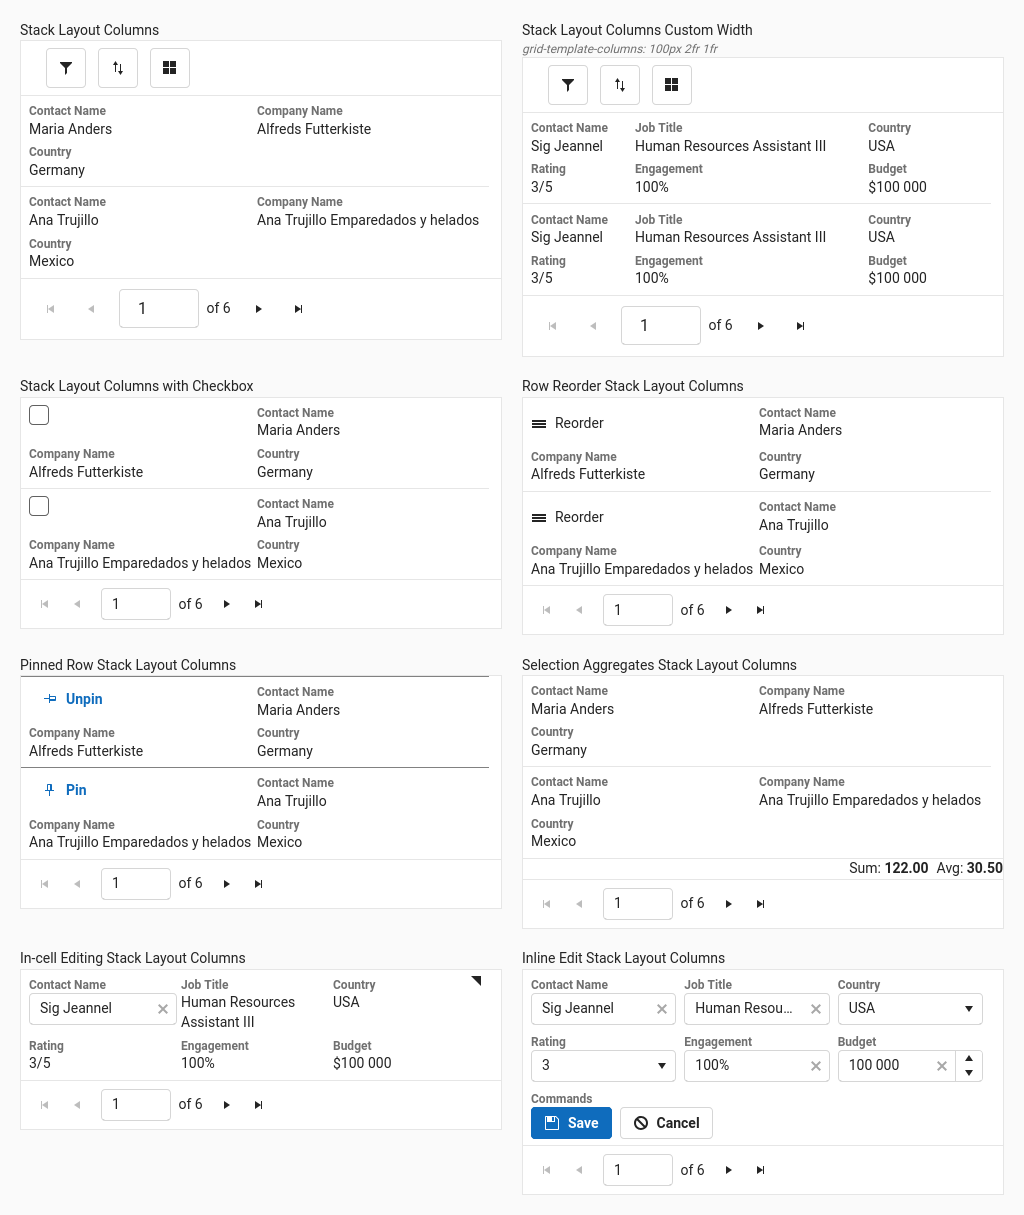 Stack Layout Columns
Contact Name Company Name
Maria Anders Alfreds Futterkiste
Country
Germany
Contact Name Company Name
Ana Trujillo Ana Trujillo Emparedados y helados
Country
Mexico
1 of 6
Stack Layout Columns Custom Width
grid-template-columns: 100px 2fr 1fr
Contact Name Job Title Country
Sig Jeannel Human Resources Assistant III USA
Rating Engagement Budget
3/5 100% $100 000
Contact Name Job Title Country
Sig Jeannel Human Resources Assistant III USA
Rating Engagement Budget
3/5 100% $100 000
1 of 6
Stack Layout Columns with Checkbox
Contact Name
Maria Anders
Company Name Country
Alfreds Futterkiste Germany
Contact Name
Ana Trujillo
Company Name Country
Ana Trujillo Emparedados y helados Mexico
1 of 6
Row Reorder Stack Layout Columns
Reorder Contact Name
Maria Anders
Company Name Country
Alfreds Futterkiste Germany
Reorder Contact Name
Ana Trujillo
Company Name Country
Ana Trujillo Emparedados y helados Mexico
1 of 6
Pinned Row Stack Layout Columns
Unpin Contact Name
Maria Anders
Company Name Country
Alfreds Futterkiste Germany
Pin Contact Name
Ana Trujillo
Company Name Country
Ana Trujillo Emparedados y helados Mexico
1 of 6
Selection Aggregates Stack Layout Columns
Contact Name Company Name
Maria Anders Alfreds Futterkiste
Country
Germany
Contact Name Company Name
Ana Trujillo Ana Trujillo Emparedados y helados
Country
Mexico
Sum: 122.00 Avg: 30.50
1 of 6
In-cell Editing Stack Layout Columns
Contact Name Job Title Country
Sig Jeannel Human Resources USA
Assistant III
Rating Engagement Budget
3/5 100% $100 000
1 of 6
Inline Edit Stack Layout Columns
Contact Name Job Title Country
Sig Jeannel Human Resou... USA
Rating Engagement Budget
3 100% 100 000
Commands
Save Cancel
1 of 6